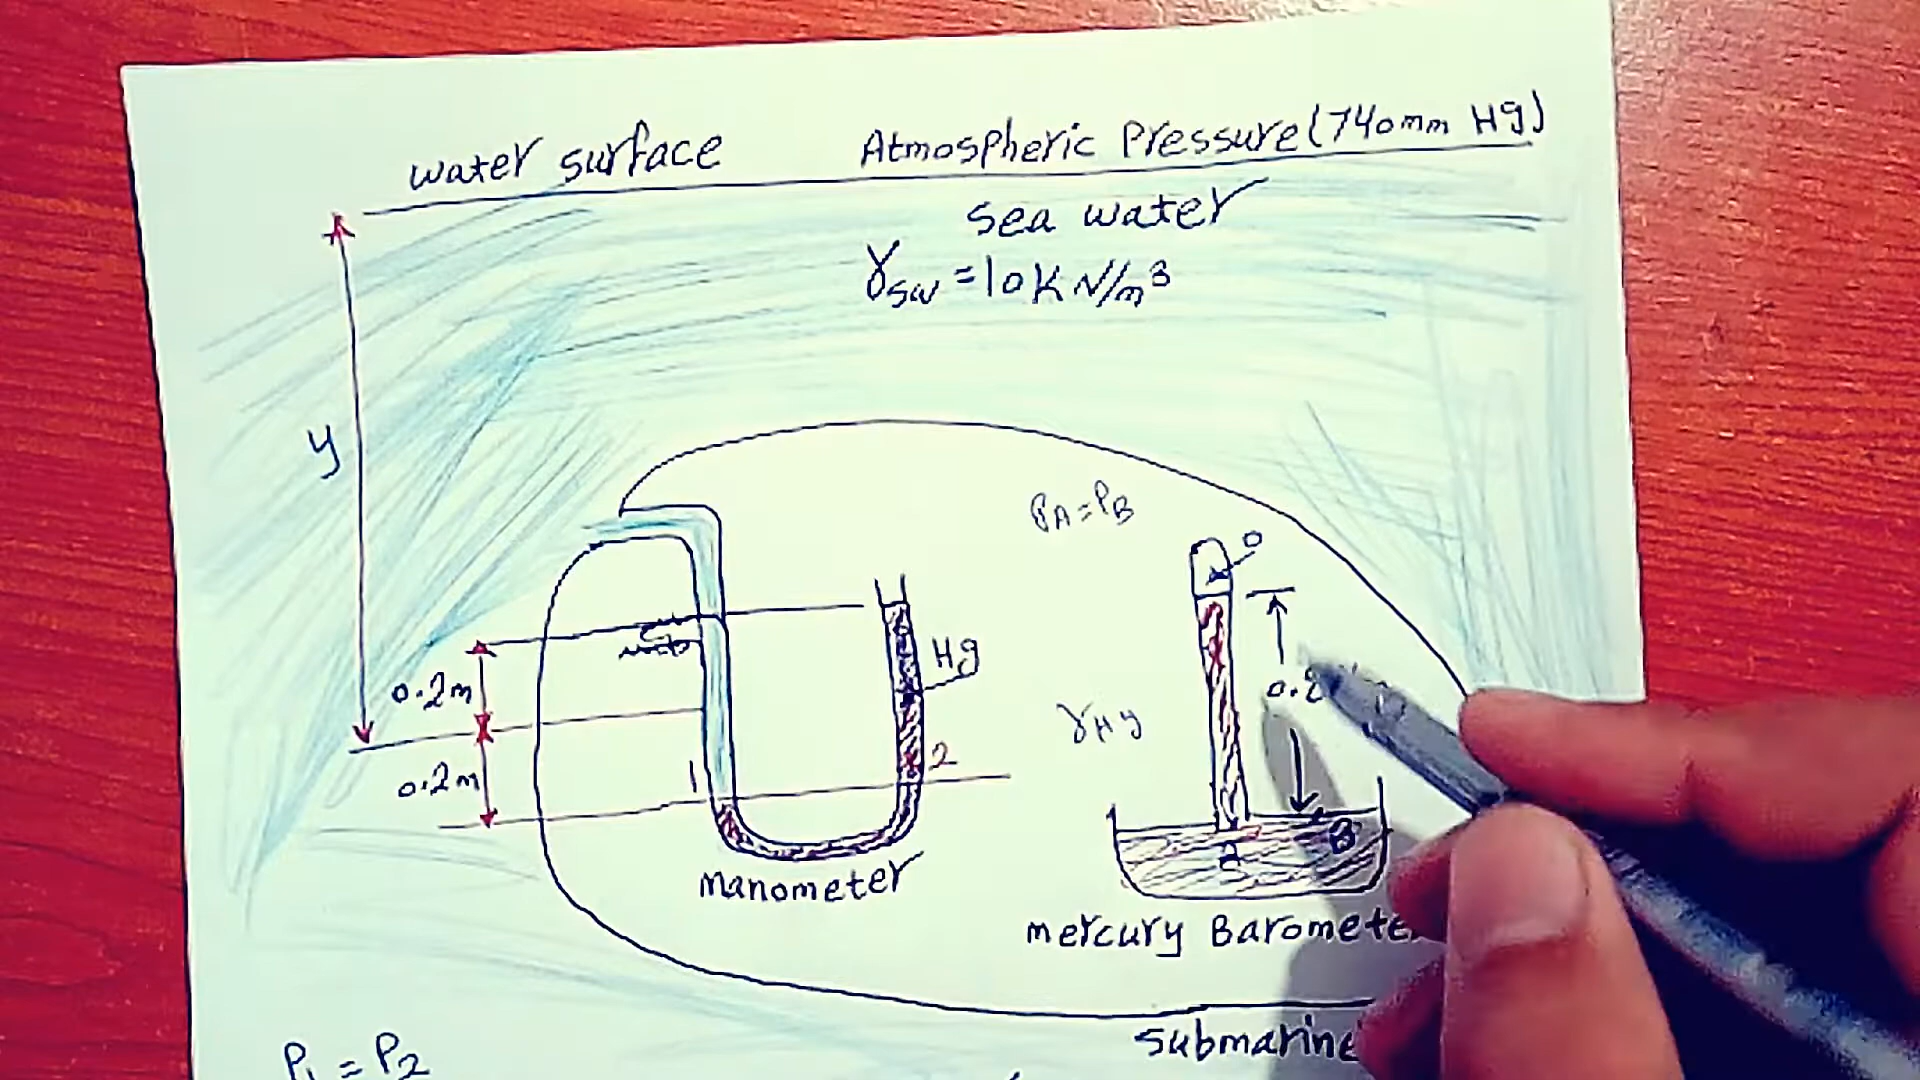 water surface Atmospheric Pressure (740mm Hg)
sea water
γsw = 10 kN/m³
y
PA = PB
0
0.2m
Hg
0.2m
γHg
1
2
A
B
manometer
mercury Baromete
submarine
P1 = P2